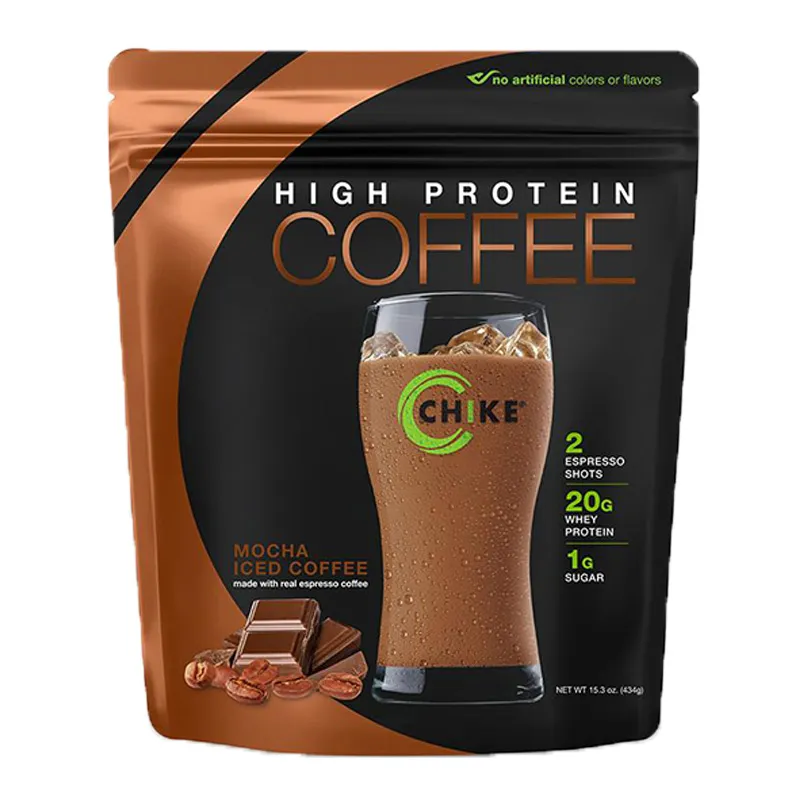 no artificial colors or flavors
HIGH PROTEIN
COFFEE
CHIKE®
2
ESPRESSO
SHOTS
20G
WHEY
PROTEIN
1G
SUGAR
MOCHA
ICED COFFEE
made with real espresso coffee
NET WT 15.3 oz. (434g)